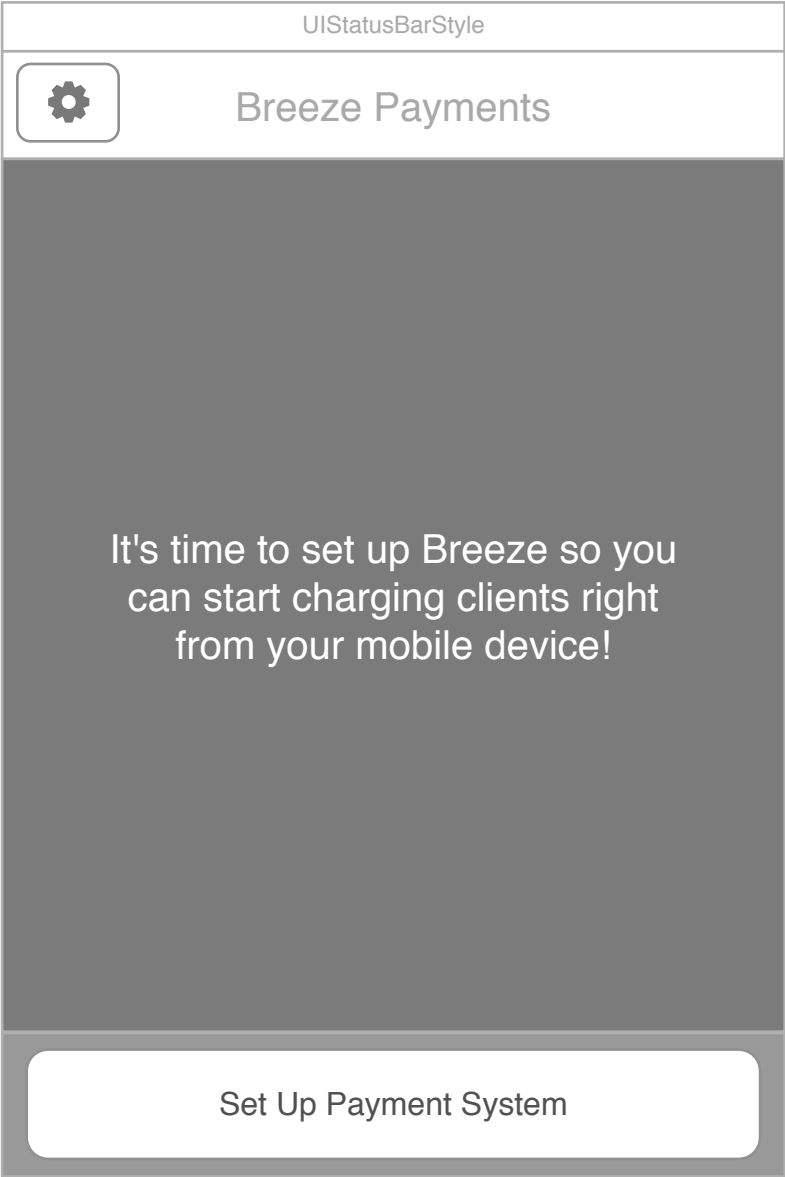 UIStatusBarStyle
Breeze Payments
It's time to set up Breeze so you
can start charging clients right
from your mobile device!
Set Up Payment System